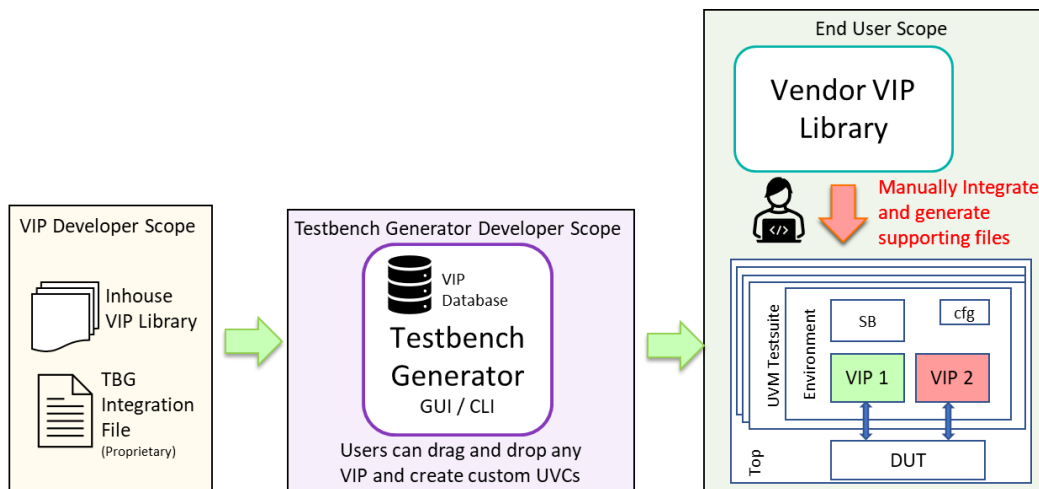 VIP Developer Scope
Inhouse
VIP Library
TBG
Integration
File
(Proprietary)
Testbench Generator Developer Scope
VIP
Database
Testbench
Generator
GUI / CLI
Users can drag and drop any
VIP and create custom UVCs
End User Scope
Vendor VIP
Library
</>
Manually Integrate
and generate
supporting files
UVM Testsuite
Environment
SB
cfg
VIP 1
VIP 2
Top
DUT